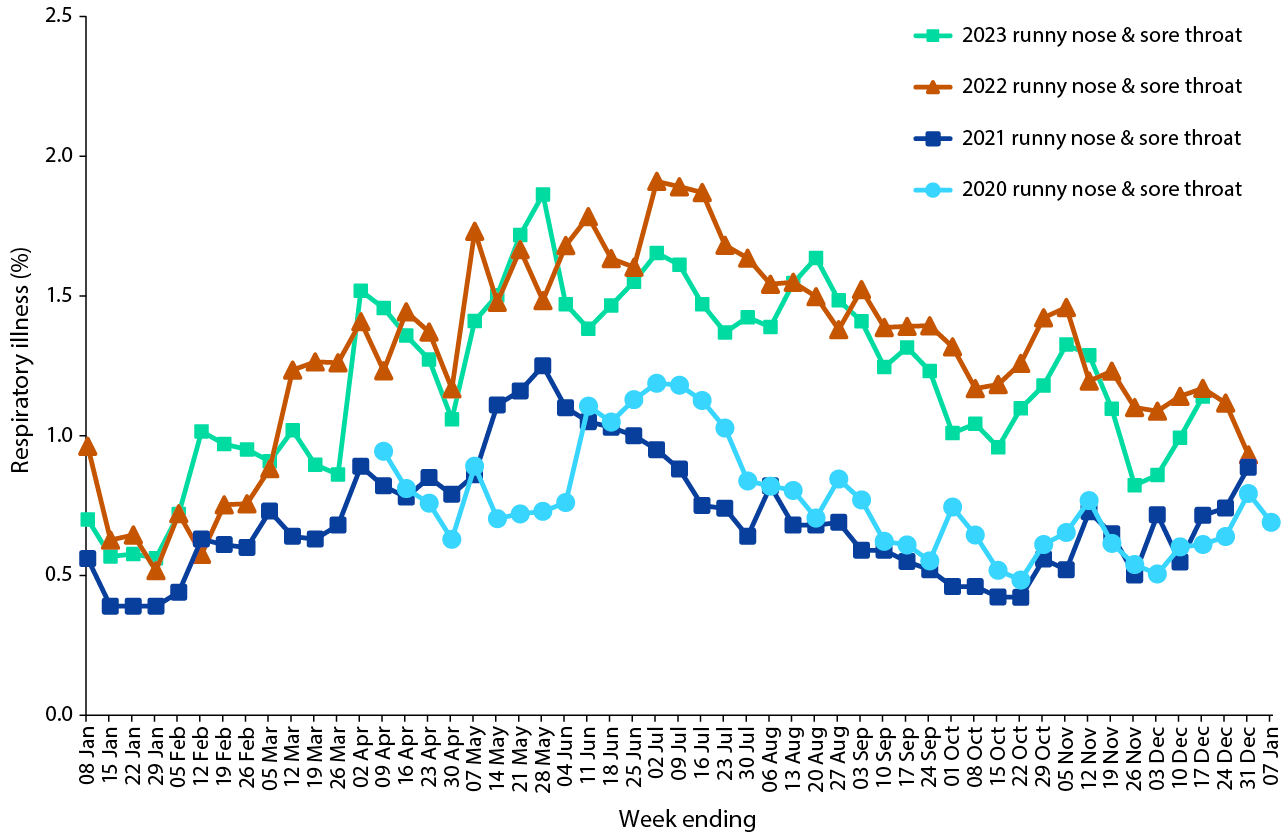 2.5
2.0
1.5
1.0
0.5
0.0
Respiratory illness (%)
2023 runny nose & sore throat
2022 runny nose & sore throat
2021 runny nose & sore throat
2020 runny nose & sore throat
08 Jan
15 Jan
22 Jan
29 Jan
05 Feb
12 Feb
19 Feb
26 Feb
05 Mar
12 Mar
19 Mar
26 Mar
02 Apr
09 Apr
16 Apr
23 Apr
30 Apr
07 May
14 May
21 May
28 May
04 Jun
11 Jun
18 Jun
25 Jun
02 Jul
09 Jul
16 Jul
23 Jul
30 Jul
06 Aug
13 Aug
20 Aug
27 Aug
03 Sep
10 Sep
17 Sep
24 Sep
01 Oct
08 Oct
15 Oct
22 Oct
29 Oct
05 Nov
12 Nov
19 Nov
26 Nov
03 Dec
10 Dec
17 Dec
24 Dec
31 Dec
07 Jan
Week ending